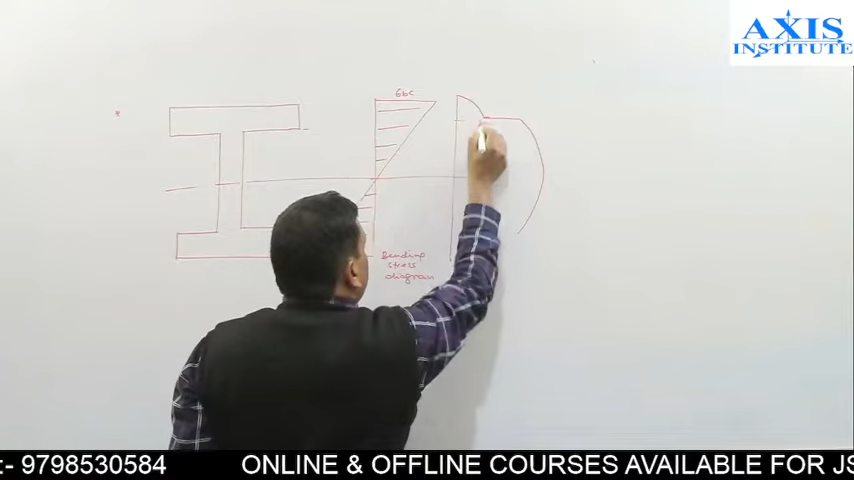 AXIS
INSTITUTE
6bc
Bending
stress
diagram
:- 9798530584 ONLINE & OFFLINE COURSES AVAILABLE FOR JS